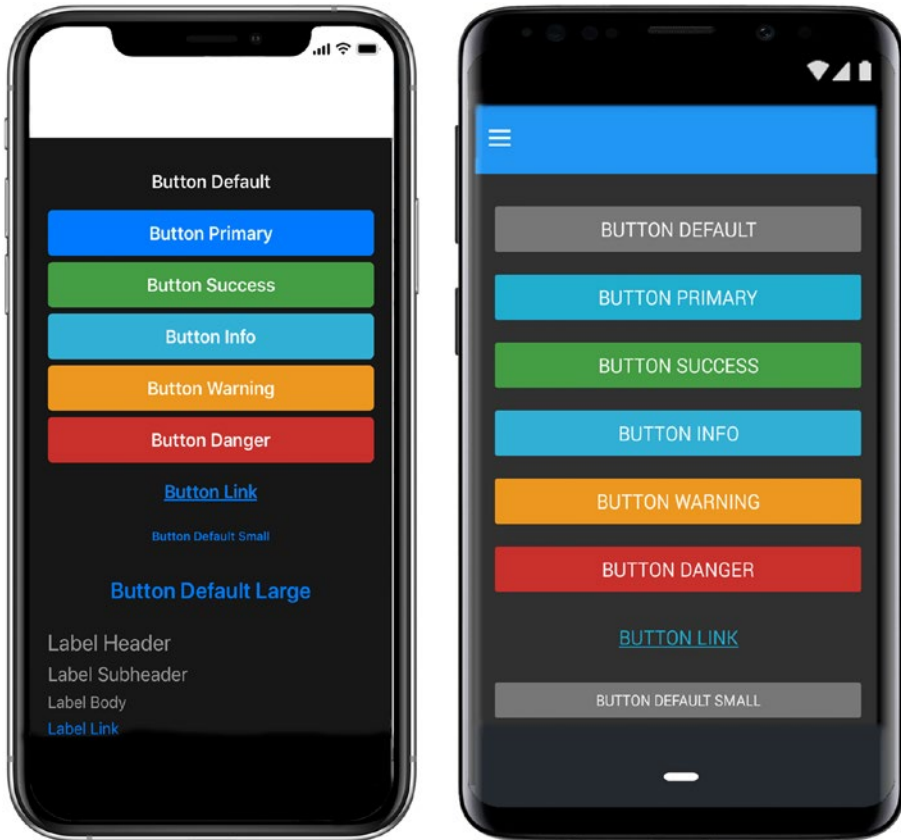 Button Default
Button Primary
Button Success
Button Info
Button Warning
Button Danger
Button Link
Button Default Small
Button Default Large
Label Header
Label Subheader
Label Body
Label Link
BUTTON DEFAULT
BUTTON PRIMARY
BUTTON SUCCESS
BUTTON INFO
BUTTON WARNING
BUTTON DANGER
BUTTON LINK
BUTTON DEFAULT SMALL